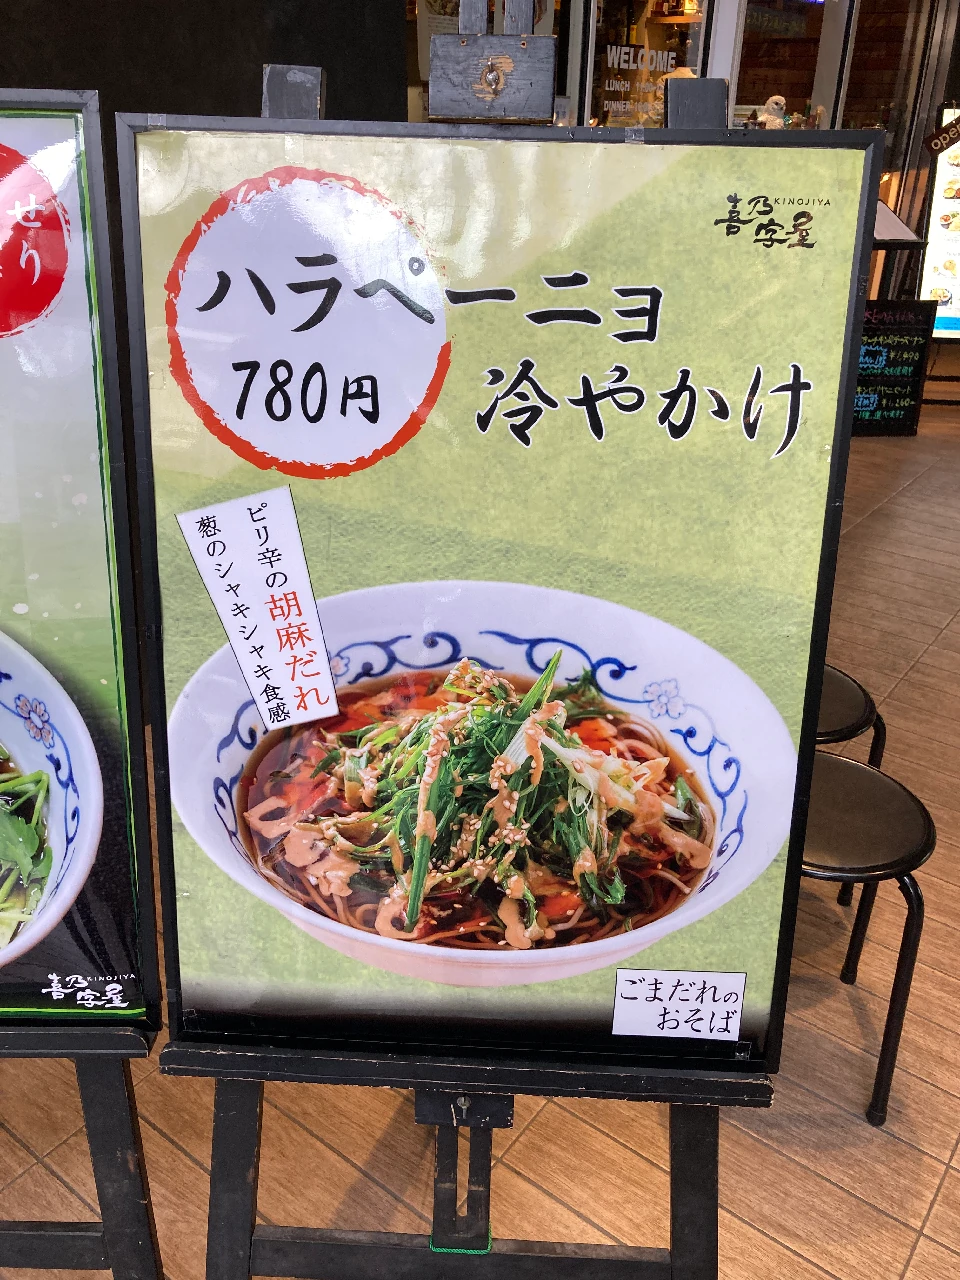 WELCOME
LUNCH
DINNER
open
せり
喜乃字屋
KINOJIYA
ハラペーニョ
冷やかけ
780円
ピリ辛の胡麻だれ
葱のシャキシャキ食感
ごまだれの
おそば
喜乃字屋
KINOJIYA